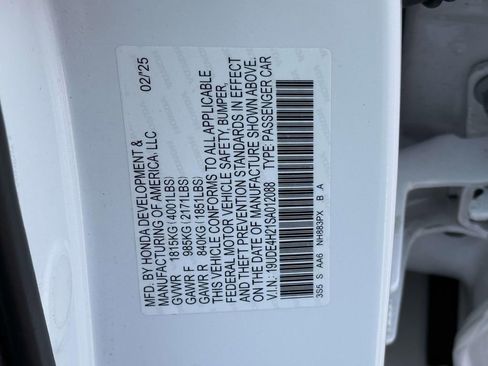 MFD. BY HONDA DEVELOPMENT & 02/'25
MANUFACTURING OF AMERICA, LLC
GVWR 1815KG(4001LBS)
GAWR F 985KG(2171LBS)
GAWR R 840KG(1851LBS)
THIS VEHICLE CONFORMS TO ALL APPLICABLE
FEDERAL MOTOR VEHICLE SAFETY, BUMPER,
AND THEFT PREVENTION STANDARDS IN EFFECT
ON THE DATE OF MANUFACTURE SHOWN ABOVE.
V.I.N.: 19UDE4H21SA012088 TYPE: PASSENGER CAR
3S5 S AA6 NH883PX B A